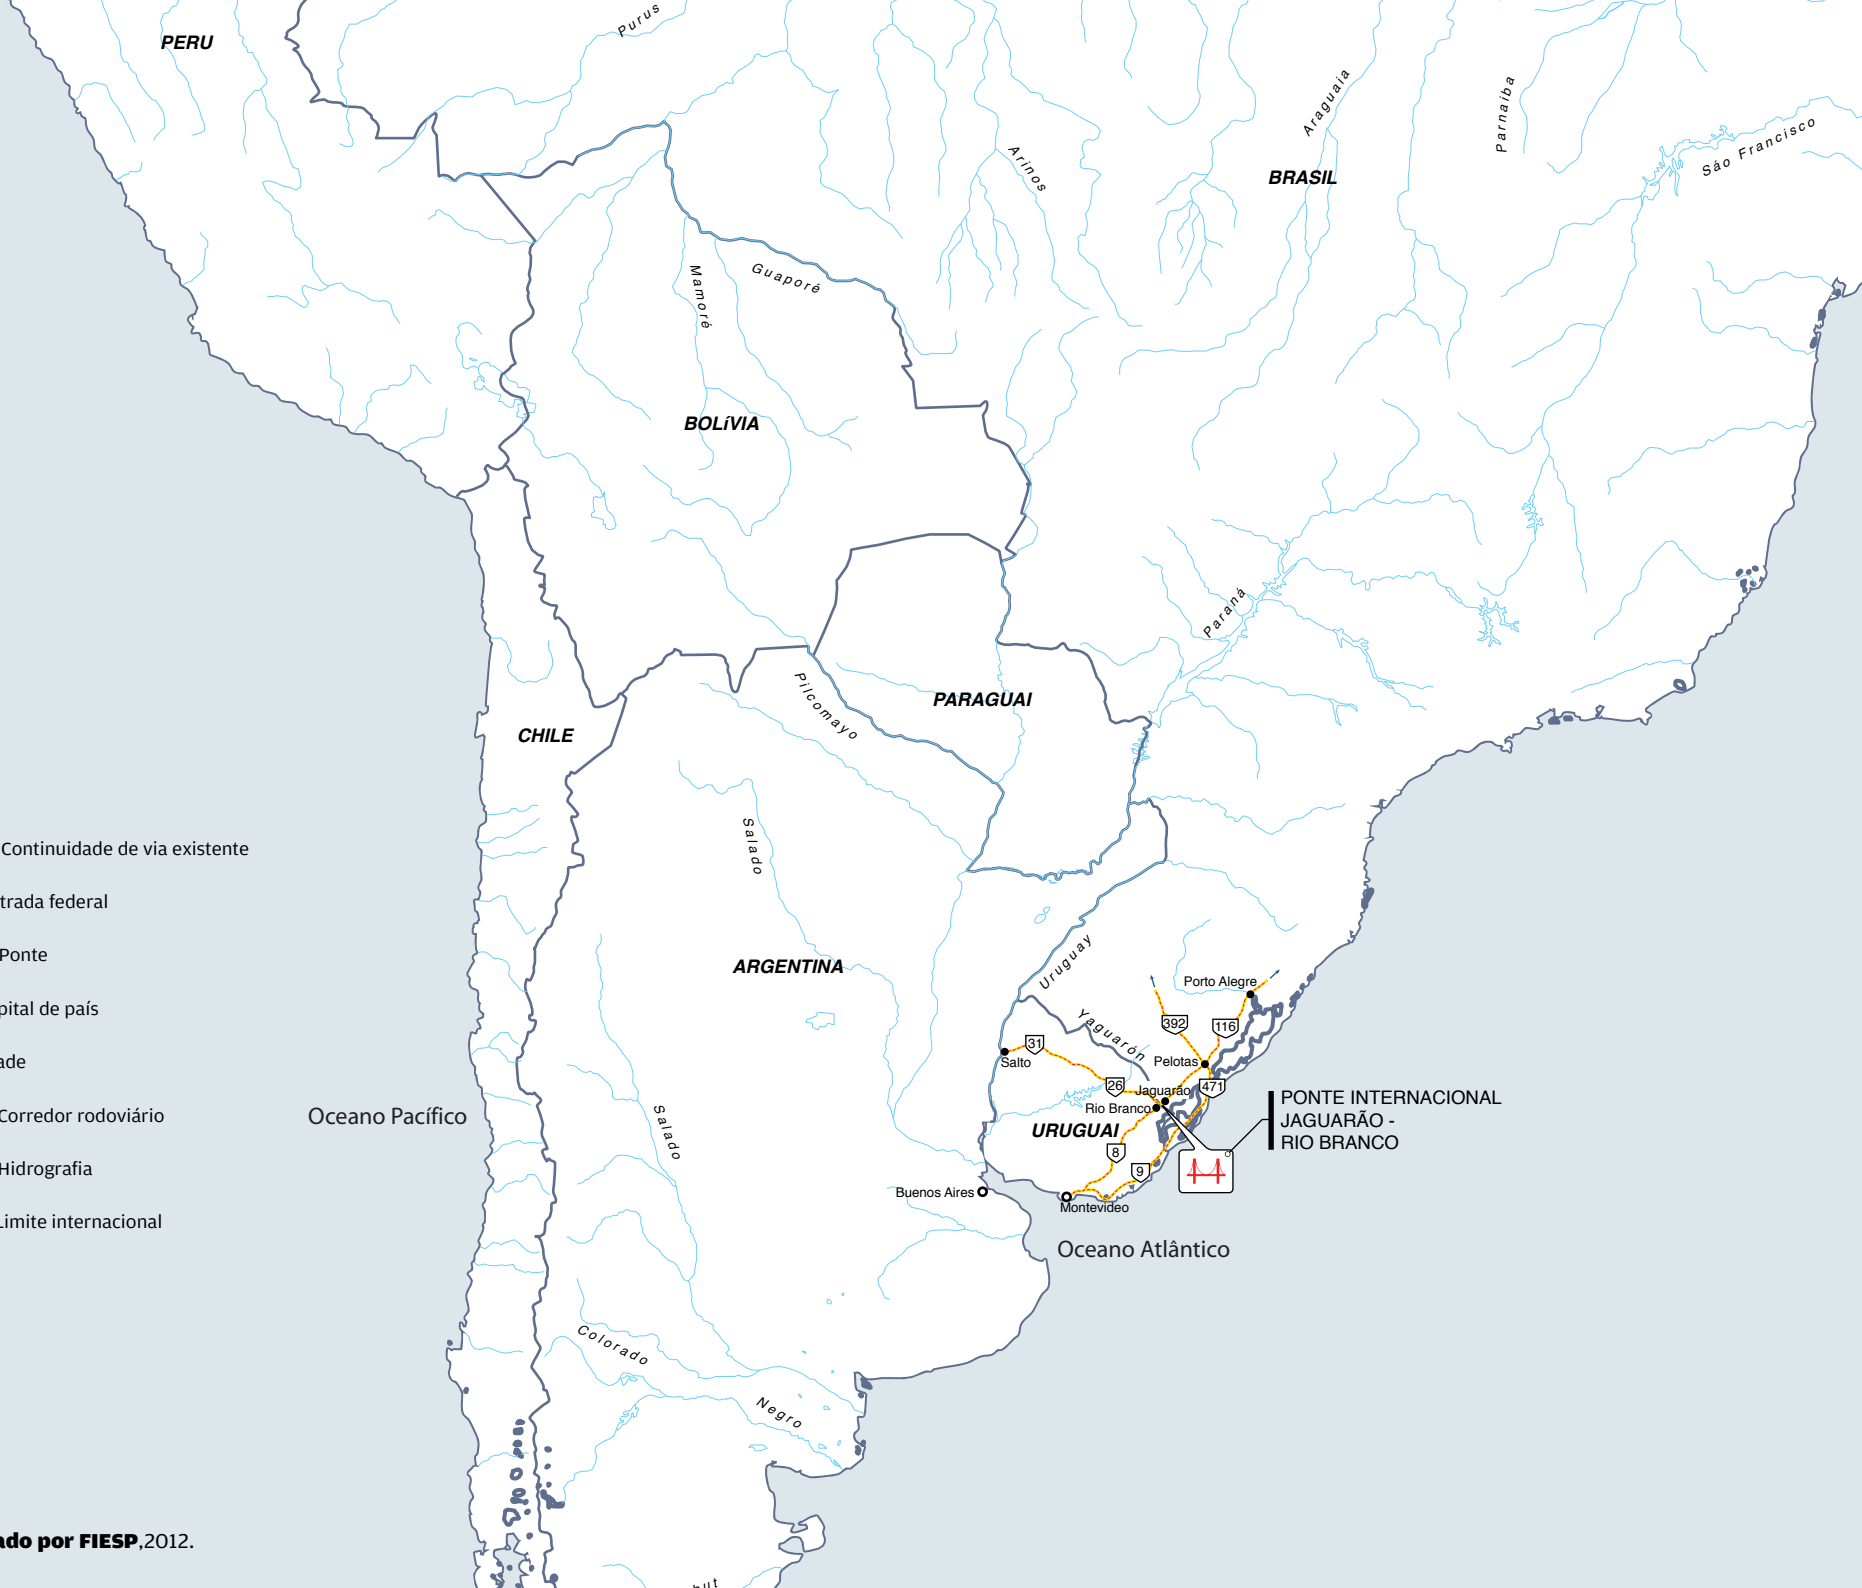 PERU
Purus
Araguaia
Parnaiba
São Francisco
Arinos
BRASIL
Mamoré
Guaporé
BOLíVIA
Paraná
Pilcomayo
PARAGUAI
CHILE
Salado
Continuidade de via existente
trada federal
Ponte
pital de país
ade
Corredor rodoviário
Hidrografia
Limite internacional
ARGENTINA
Uruguay
Porto Alegre
Yaguarón
392
116
31
Salto
Pelotas
26
Jaguarão
471
Rio Branco
PONTE INTERNACIONAL
JAGUARÃO -
RIO BRANCO
Oceano Pacífico
Salado
URUGUAI
8
9
Buenos Aires
Montevideo
Oceano Atlântico
Colorado
Negro
ado por FIESP,2012.
but